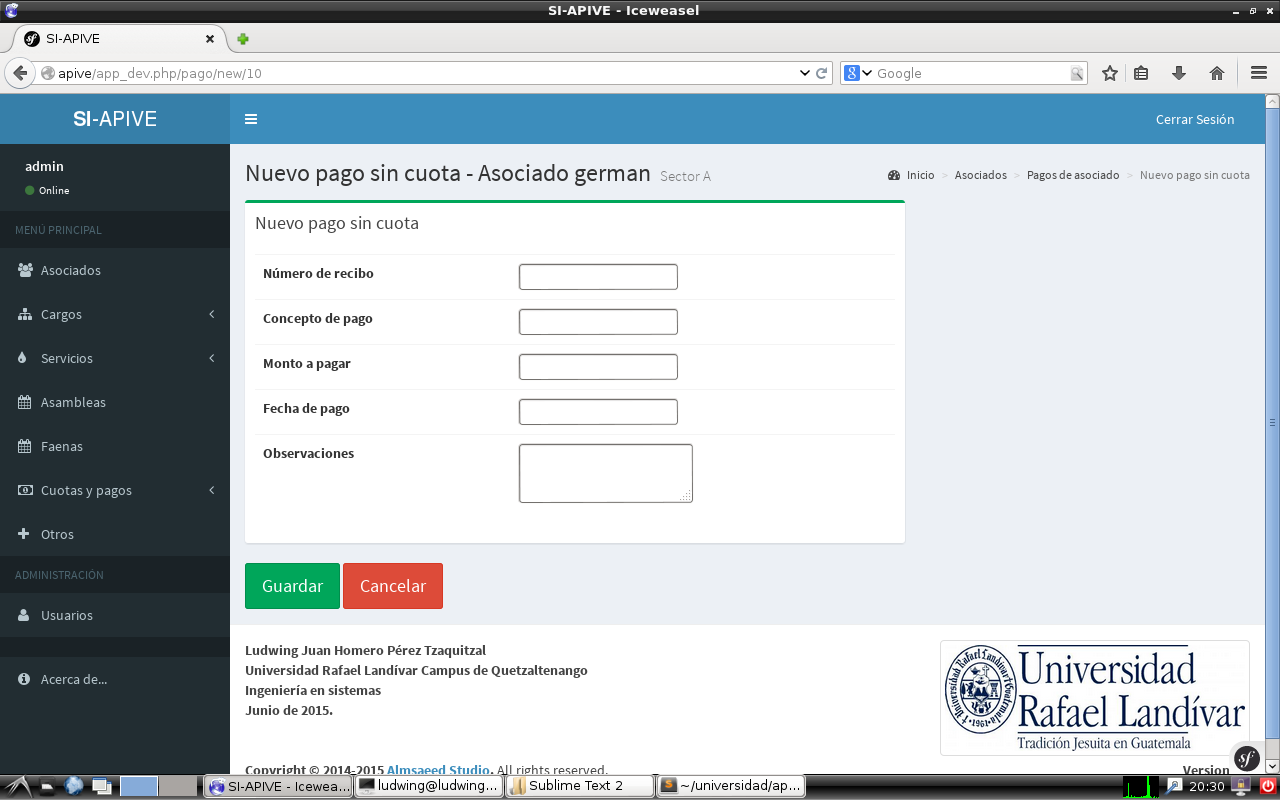 SI-APIVE - Iceweasel
SI-APIVE
apive/app_dev.php/pago/new/10
Google
SI-APIVE
Cerrar Sesión
admin
Online
MENÚ PRINCIPAL
Asociados
Cargos
Servicios
Asambleas
Faenas
Cuotas y pagos
Otros
ADMINISTRACIÓN
Usuarios
Acerca de...
Nuevo pago sin cuota - Asociado german Sector A
Inicio > Asociados > Pagos de asociado > Nuevo pago sin cuota
Nuevo pago sin cuota
Número de recibo
Concepto de pago
Monto a pagar
Fecha de pago
Observaciones
Guardar Cancelar
Ludwing Juan Homero Pérez Tzaquitzal
Universidad Rafael Landívar Campus de Quetzaltenango
Ingeniería en sistemas
Junio de 2015.
Universidad
Rafael Landívar
Tradición Jesuita en Guatemala
Copyright © 2014-2015 Almsaeed Studio. All rights reserved.
Version
SI-APIVE - Icewea... ludwing@ludwing... Sublime Text 2 ~/universidad/ap... 20:30